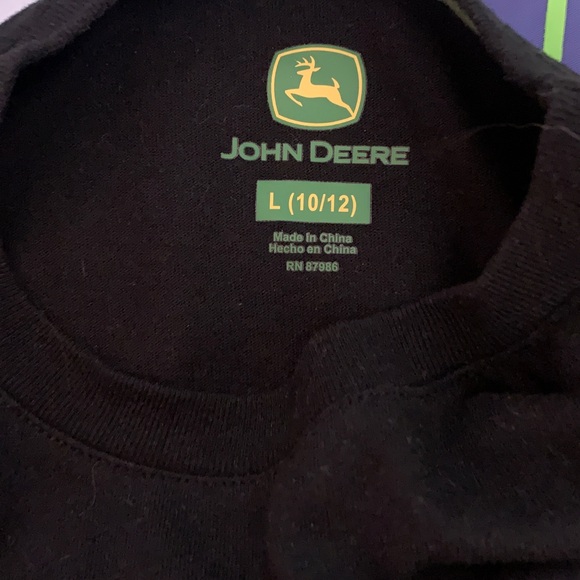 JOHN DEERE
L (10/12)
Made in China
Hecho en China
RN 87986